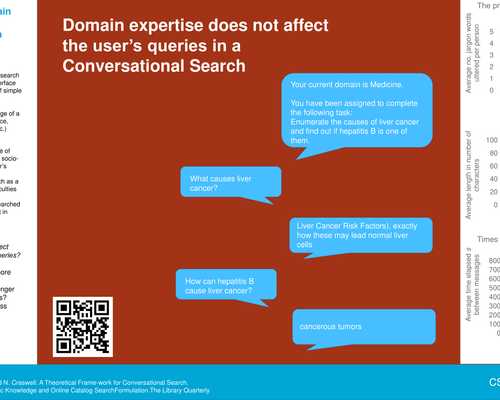 ain
n
search
rface
f simple
ge of a
ce,
c.)
e of
socio-
r's
ch as a
culties
arched
t in
ect
ueries?
ore
nger
s?
ss
Domain expertise does not affect
the user's queries in a
Conversational Search
Your current domain is Medicine.
You have been assigned to complete
the following task:
Enumerate the causes of liver cancer
and find out if hepatitis B is one of
them.
What causes liver
cancer?
Liver Cancer Risk Factors), exactly
how these may lead normal liver
cells
How can hepatitis B
cause liver cancer?
cancerous tumors
The pr
Average no. jargon words
uttered per person
5
4
3
2
1
0
Average length in number of
characters
100
80
60
40
20
0
Times
Average time elapsed s
between messages
800
700
600
500
400
300
200
100
0
d N. Craswell. A Theoretical Frame-work for Conversational Search.
ic Knowledge and Online Catalog SearchFormulation.The Library Quarterly.
CS